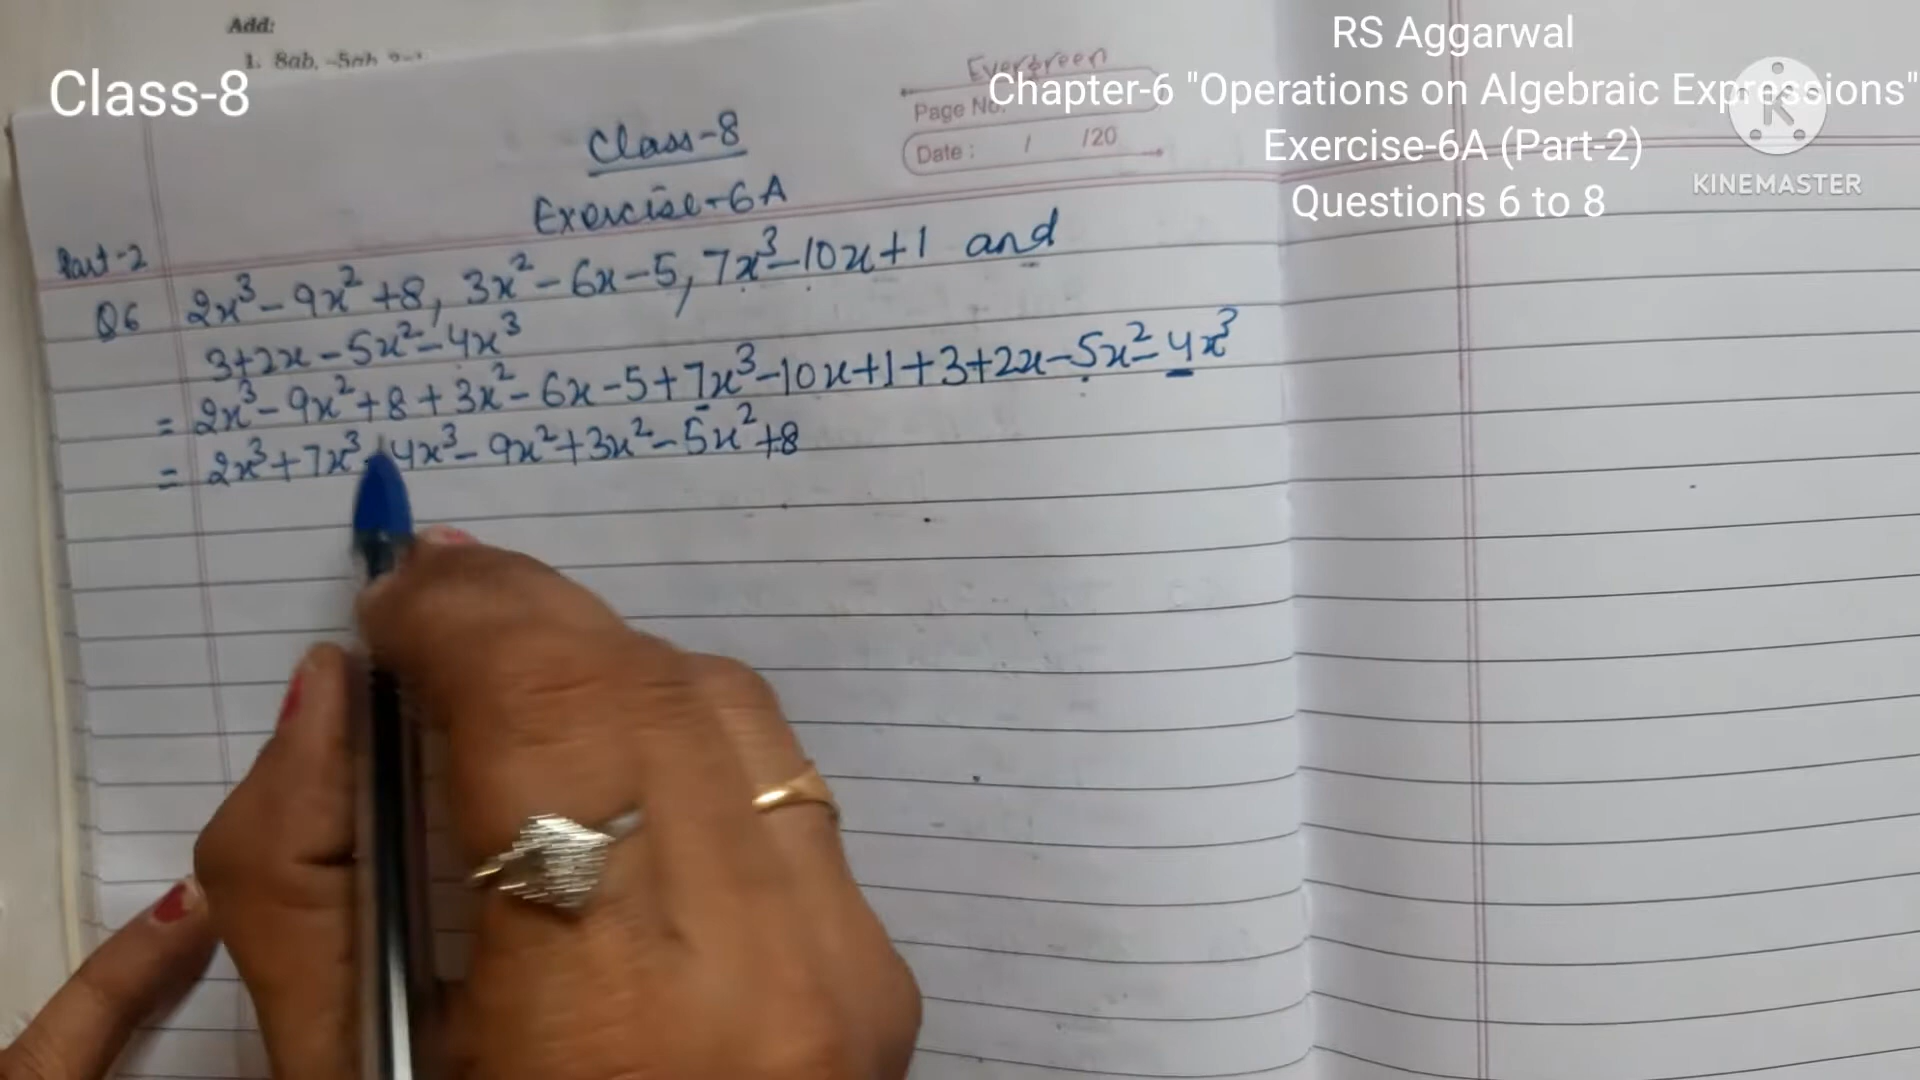 Add:
1. 8ab, -5ab
Class-8
RS Aggarwal
Chapter-6 "Operations on Algebraic Expressions"
Exercise-6A (Part-2)
Questions 6 to 8
K
KINEMASTER
Evergreen
Page No.
Date : / /20
Class-8
Exercise-6A
Part-2
Q6 2x³-9x²+8, 3x²-6x-5, 7x³-10x+1 and
3+2x-5x²-4x³
= 2x³-9x²+8+3x²-6x-5+7x³-10x+1+3+2x-5x²-4x³
= 2x³+7x³-4x³-9x²+3x²-5x²+8